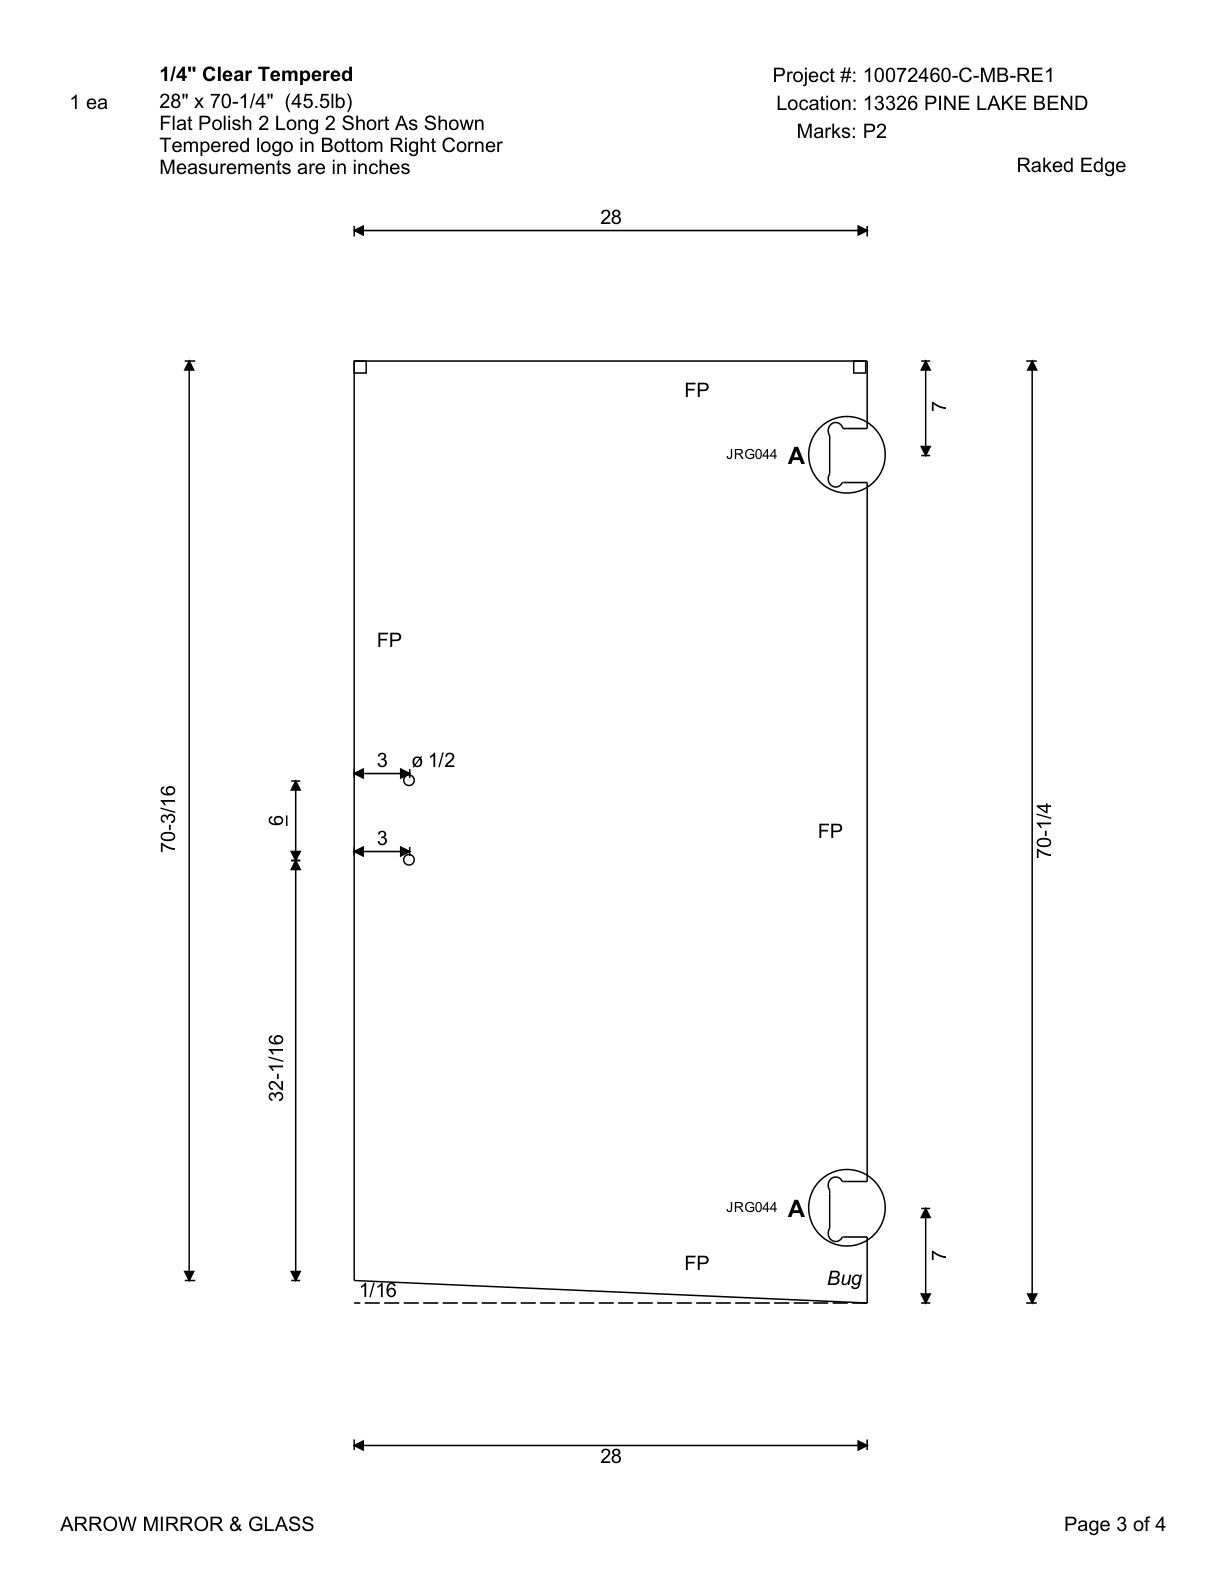 1/4" Clear Tempered
1 ea
28" x 70-1/4" (45.5lb)
Flat Polish 2 Long 2 Short As Shown
Tempered logo in Bottom Right Corner
Measurements are in inches
Project #: 10072460-C-MB-RE1
Location: 13326 PINE LAKE BEND
Marks: P2
Raked Edge
28
FP
7
JRG044 A
FP
3 ø 1/2
6
3
70-3/16
FP
70-1/4
32-1/16
JRG044 A
7
FP
Bug
1/16
28
ARROW MIRROR & GLASS
Page 3 of 4